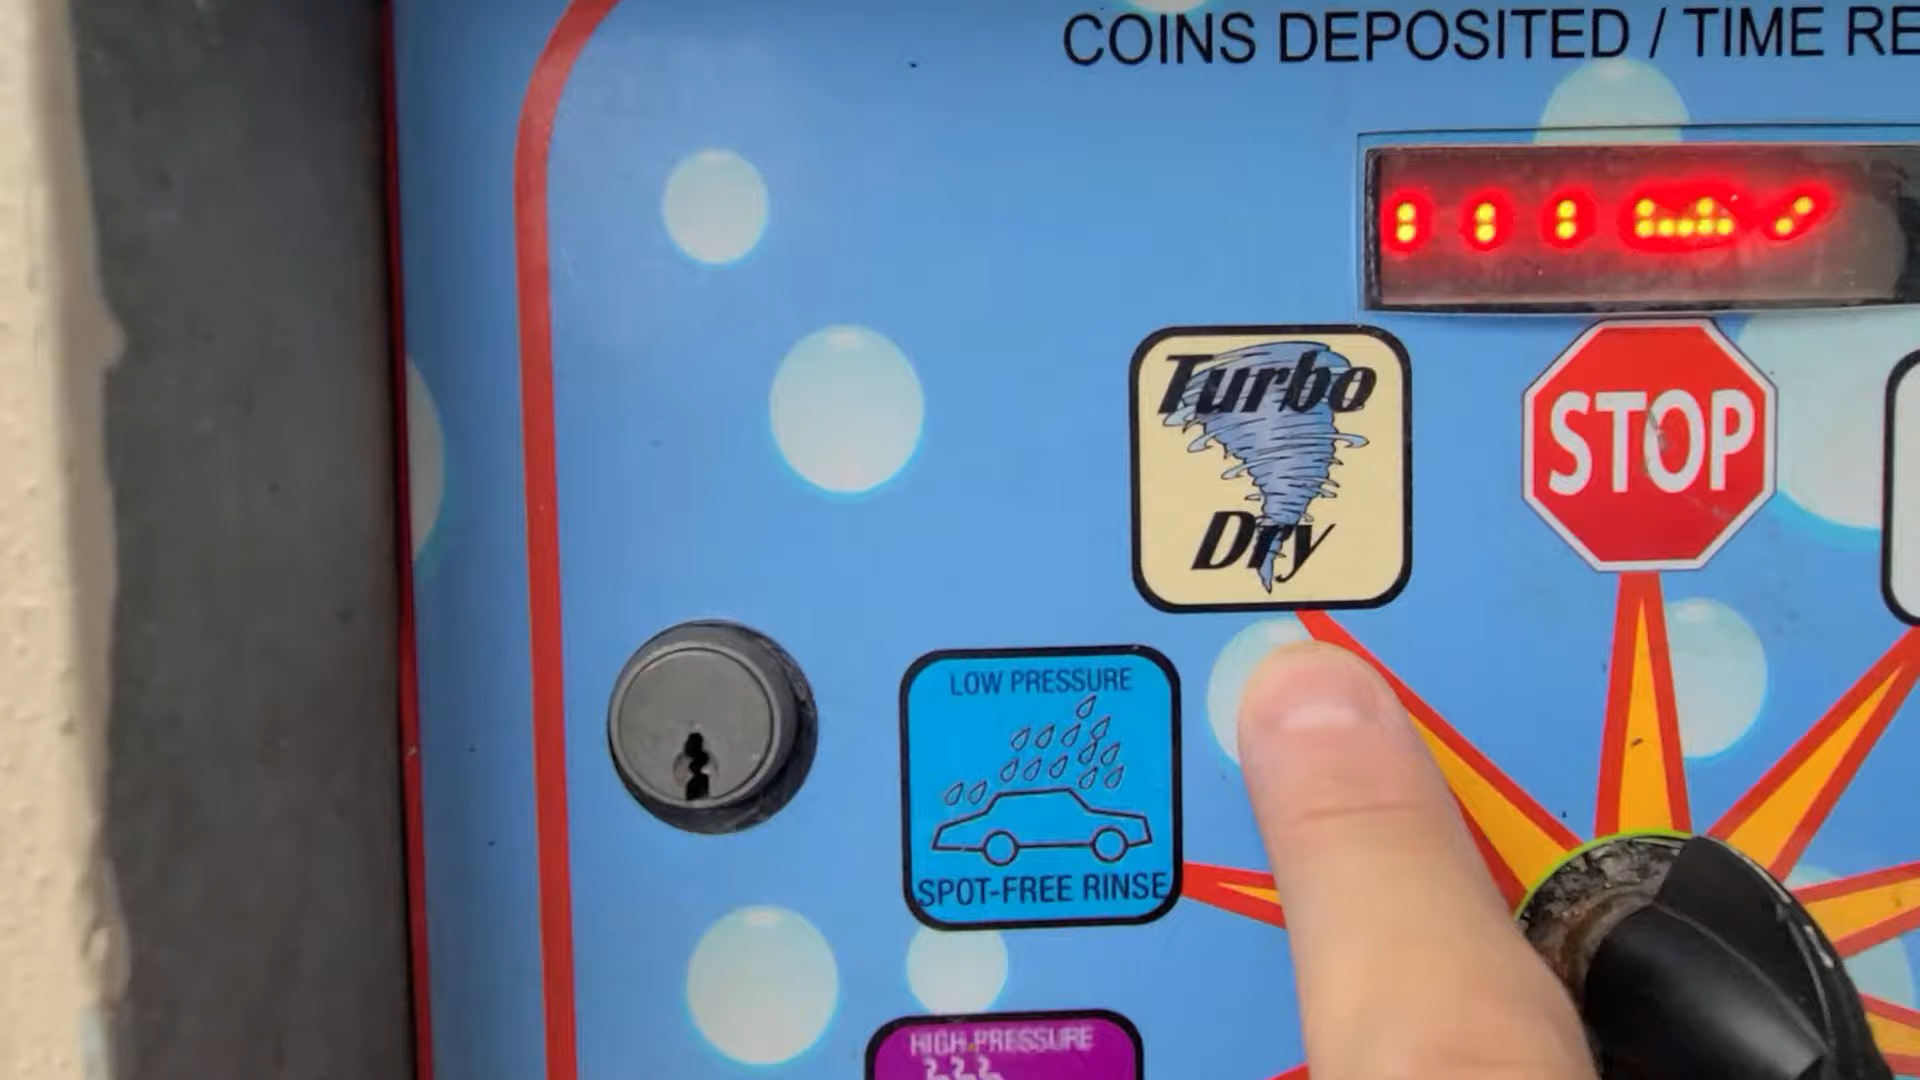 COINS DEPOSITED / TIME RE
Turbo
Dry
STOP
LOW PRESSURE
SPOT-FREE RINSE
HIGH PRESSURE